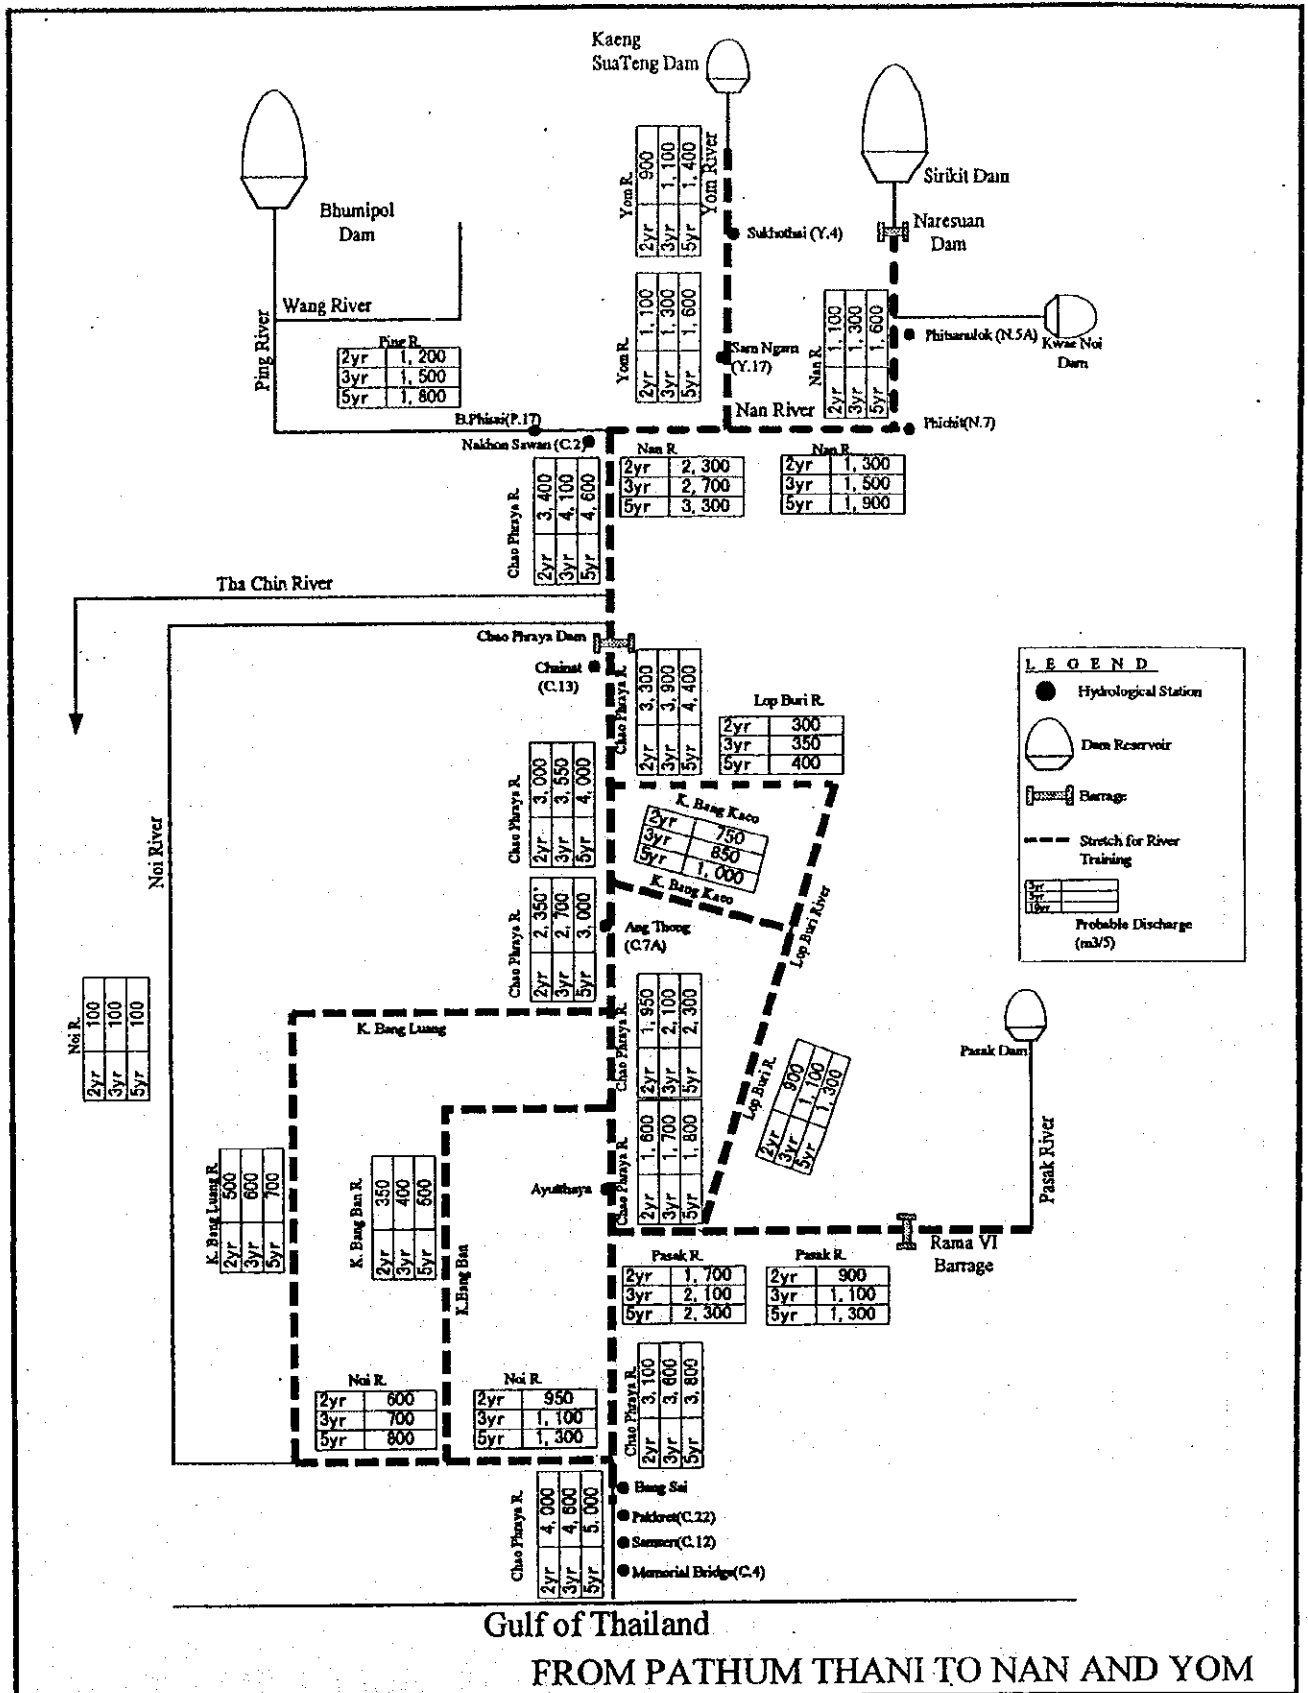 Kaeng
SuaTeng Dam
Bhumipol
Dam
Sirikit Dam
Naresuan
Dam
Yom R.
2yr 900
3yr 1,100
5yr 1,400
Yom River
Sukhothai (Y.4)
Wang River
Ping River
Ping R.
2yr 1,200
3yr 1,500
5yr 1,800
Yom R.
2yr 1,100
3yr 1,300
5yr 1,600
Sam Ngam
(Y.17)
Nan R.
2yr 1,100
3yr 1,300
5yr 1,600
Phitsanulok (N.5A)
Kwae Noi
Dam
Nan River
Phichit(N.7)
B.Phisai(P.17)
Nakhon Sawan (C.2)
Nan R.
2yr 2,300
3yr 2,700
5yr 3,300
Nan R.
2yr 1,300
3yr 1,500
5yr 1,900
Chao Phraya R.
2yr 3,400
3yr 4,100
5yr 4,600
Tha Chin River
Chao Phraya Dam
Chainat
(C.13)
Chao Phraya R.
2yr 3,300
3yr 3,900
5yr 4,400
Lop Buri R.
2yr 300
3yr 350
5yr 400
LEGEND
Hydrological Station
Dam Reservoir
Barrage
Stretch for River
Training
3yr
5yr
10yr
Probable Discharge
(m3/5)
Chao Phraya R.
2yr 3,000
3yr 3,550
5yr 4,000
K. Bang Kaeo
2yr 750
3yr 850
5yr 1,000
K. Bang Kaeo
Noi River
Chao Phraya R.
2yr 2,350
3yr 2,700
5yr 3,000
Ang Thong
(C.7A)
Lop Buri River
Noi R.
2yr 100
3yr 100
5yr 100
K. Bang Luang
Chao Phraya R.
2yr 1,950
3yr 2,100
5yr 2,300
Lop Buri R.
2yr 900
3yr 1,100
5yr 1,300
Pasak Dam
Pasak River
K. Bang Luang R.
2yr 500
3yr 600
5yr 700
K. Bang Ban R.
2yr 350
3yr 400
5yr 500
K.Bang Ban
Ayutthaya
Chao Phraya R.
2yr 1,600
3yr 1,700
5yr 1,800
Rama VI
Barrage
Pasak R.
2yr 1,700
3yr 2,100
5yr 2,300
Pasak R.
2yr 900
3yr 1,100
5yr 1,300
Noi R.
2yr 600
3yr 700
5yr 800
Noi R.
2yr 950
3yr 1,100
5yr 1,300
Chao Phraya R.
2yr 3,100
3yr 3,600
5yr 3,800
Chao Phraya R.
2yr 4,000
3yr 4,600
5yr 5,000
Bang Sai
Pakkret(C.22)
Samsen(C.12)
Memorial Bridge(C.4)
Gulf of Thailand
FROM PATHUM THANI TO NAN AND YOM